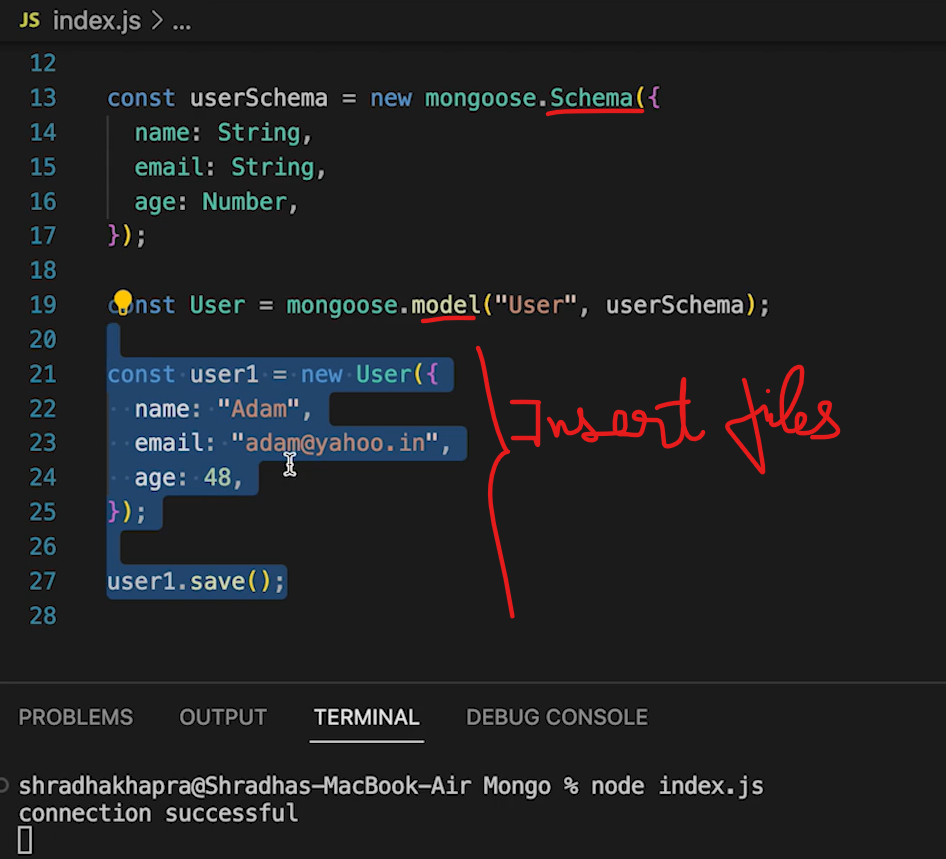 JS index.js > ...
12
13 const userSchema = new mongoose.Schema({
14 name: String,
15 email: String,
16 age: Number,
17 });
18
19 const User = mongoose.model("User", userSchema);
20
21 const user1 = new User({
22 name: "Adam",
23 email: "adam@yahoo.in",
24 age: 48,
25 });
26
27 user1.save();
28
Insert files
PROBLEMS OUTPUT TERMINAL DEBUG CONSOLE
shradhakhapra@Shradhas-MacBook-Air Mongo % node index.js
connection successful